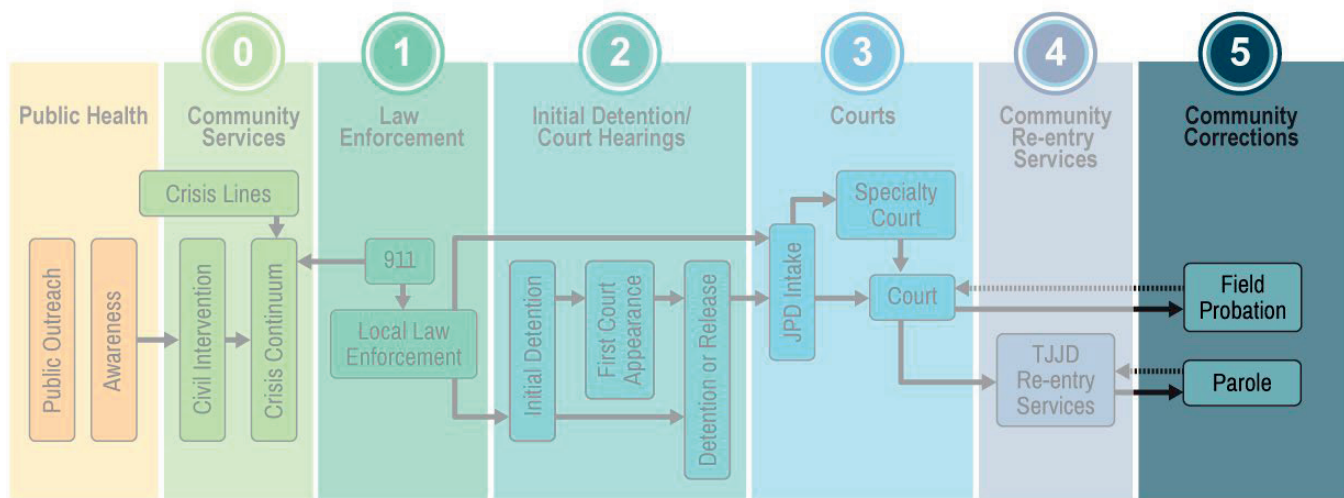 0
1
2
3
4
5
Public Health
Community
Services
Law
Enforcement
Initial Detention/
Court Hearings
Courts
Community
Re-entry
Services
Community
Corrections
Public Outreach
Awareness
Crisis Lines
Civil Intervention
Crisis Continuum
911
Local Law
Enforcement
Initial Detention
First Court
Appearance
Detention or Release
JPD Intake
Specialty
Court
Court
TJJD
Re-entry
Services
Field
Probation
Parole